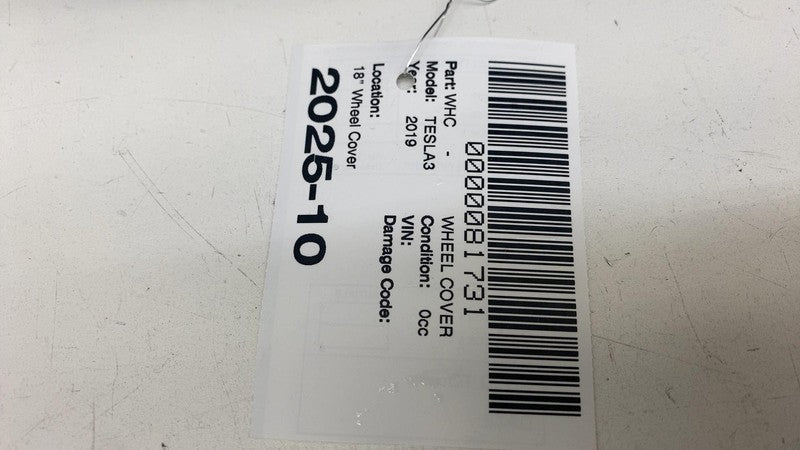 0000081731
Part: WHC - WHEEL COVER
Model: TESLA3 Condition: 0cc
Year: 2019 VIN:
Damage Code:
Location:
18" Wheel Cover
2025-10